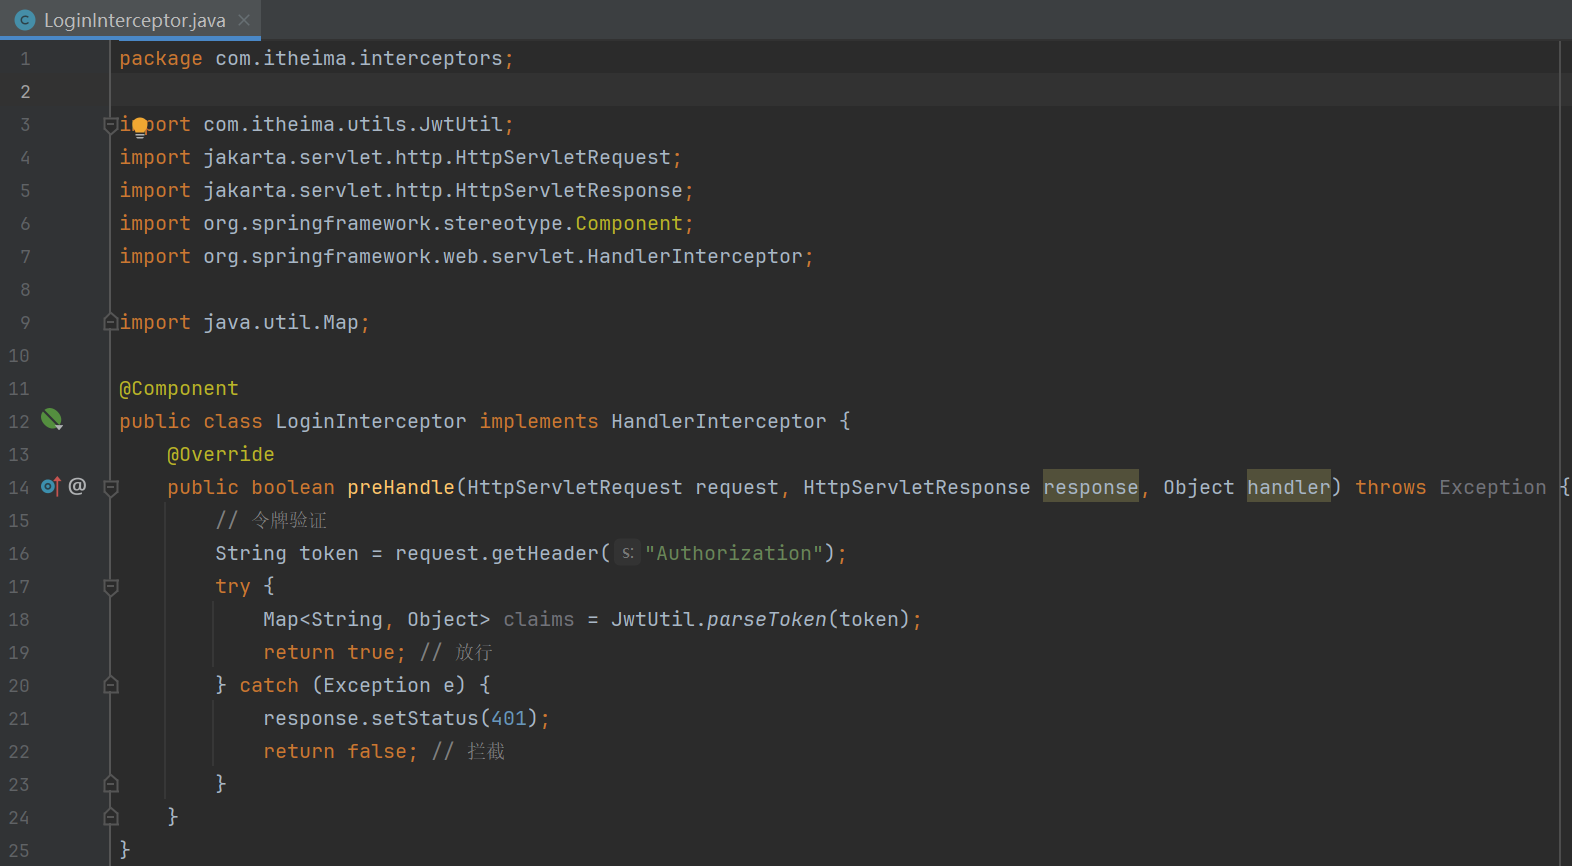 LoginInterceptor.java
1 package com.itheima.interceptors;
2
3 import com.itheima.utils.JwtUtil;
4 import jakarta.servlet.http.HttpServletRequest;
5 import jakarta.servlet.http.HttpServletResponse;
6 import org.springframework.stereotype.Component;
7 import org.springframework.web.servlet.HandlerInterceptor;
8
9 import java.util.Map;
10
11 @Component
12 public class LoginInterceptor implements HandlerInterceptor {
13     @Override
14 @     public boolean preHandle(HttpServletRequest request, HttpServletResponse response, Object handler) throws Exception {
15         // 令牌验证
16         String token = request.getHeader( s: "Authorization");
17         try {
18             Map<String, Object> claims = JwtUtil.parseToken(token);
19             return true; // 放行
20         } catch (Exception e) {
21             response.setStatus(401);
22             return false; // 拦截
23         }
24     }
25 }